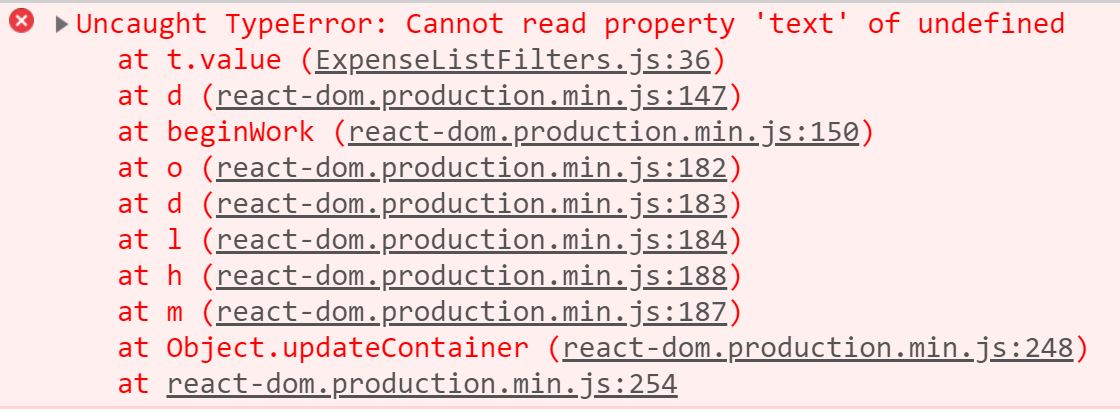 Uncaught TypeError: Cannot read property 'text' of undefined
at t.value (ExpenseListFilters.js:36)
at d (react-dom.production.min.js:147)
at beginWork (react-dom.production.min.js:150)
at o (react-dom.production.min.js:182)
at d (react-dom.production.min.js:183)
at l (react-dom.production.min.js:184)
at h (react-dom.production.min.js:188)
at m (react-dom.production.min.js:187)
at Object.updateContainer (react-dom.production.min.js:248)
at react-dom.production.min.js:254